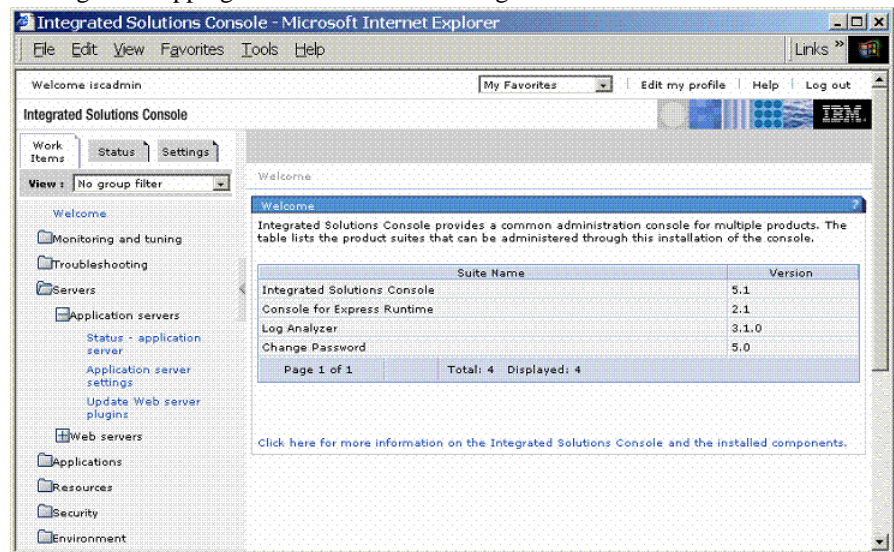 Integrated Solutions Console - Microsoft Internet Explorer
File Edit View Favorites Tools Help Links »
Welcome iscadmin My Favorites Edit my profile Help Log out
Integrated Solutions Console IBM.
Work Items Status Settings
View : No group filter
Welcome
Monitoring and tuning
Troubleshooting
Servers
Application servers
Status - application
server
Application server
settings
Update Web server
plugins
Web servers
Applications
Resources
Security
Environment
Welcome
Welcome ?
Integrated Solutions Console provides a common administration console for multiple products. The
table lists the product suites that can be administered through this installation of the console.
Suite Name Version
Integrated Solutions Console 5.1
Console for Express Runtime 2.1
Log Analyzer 3.1.0
Change Password 5.0
Page 1 of 1 Total: 4 Displayed: 4
Click here for more information on the Integrated Solutions Console and the installed components.